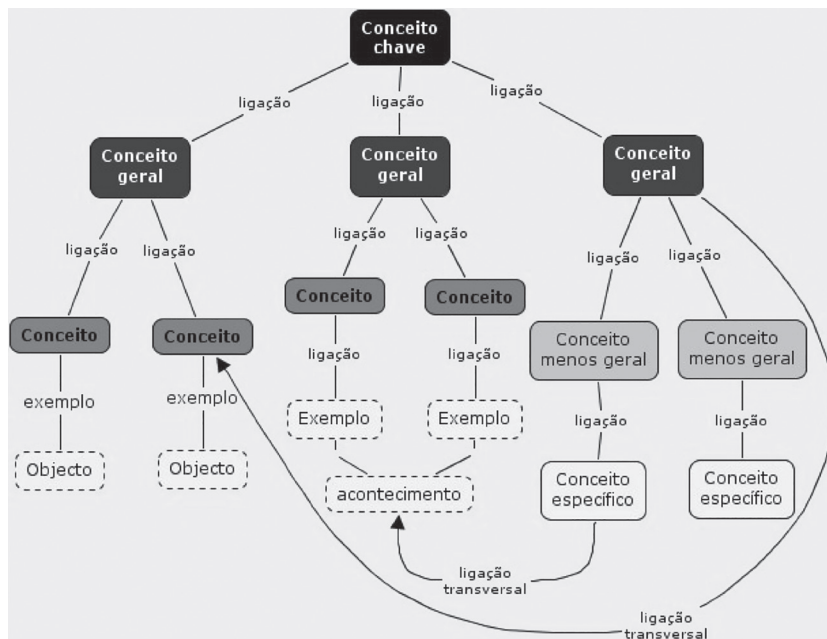 Conceito
chave
ligação
ligação
ligação
Conceito
geral
Conceito
geral
Conceito
geral
ligação
ligação
ligação
ligação
ligação
ligação
Conceito
Conceito
Conceito
Conceito
Conceito
menos geral
Conceito
menos geral
exemplo
exemplo
ligação
ligação
Exemplo
Exemplo
ligação
ligação
Objecto
Objecto
acontecimento
Conceito
específico
Conceito
específico
ligação
transversal
ligação
transversal